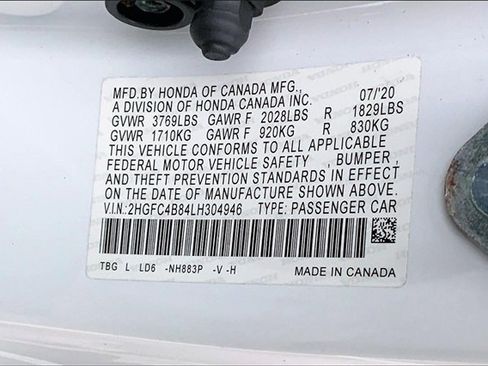 MFD.BY HONDA OF CANADA MFG., 07/'20
A DIVISION OF HONDA CANADA INC.
GVWR 3769LBS GAWR F 2028LBS R 1829LBS
GVWR 1710KG GAWR F 920KG R 830KG
THIS VEHICLE CONFORMS TO ALL APPLICABLE
FEDERAL MOTOR VEHICLE SAFETY , BUMPER ,
AND THEFT PREVENTION STANDARDS IN EFFECT
ON THE DATE OF MANUFACTURE SHOWN ABOVE.
V.I.N.:2HGFC4B84LH304946 TYPE: PASSENGER CAR
TBG L LD6 -NH883P -V -H MADE IN CANADA